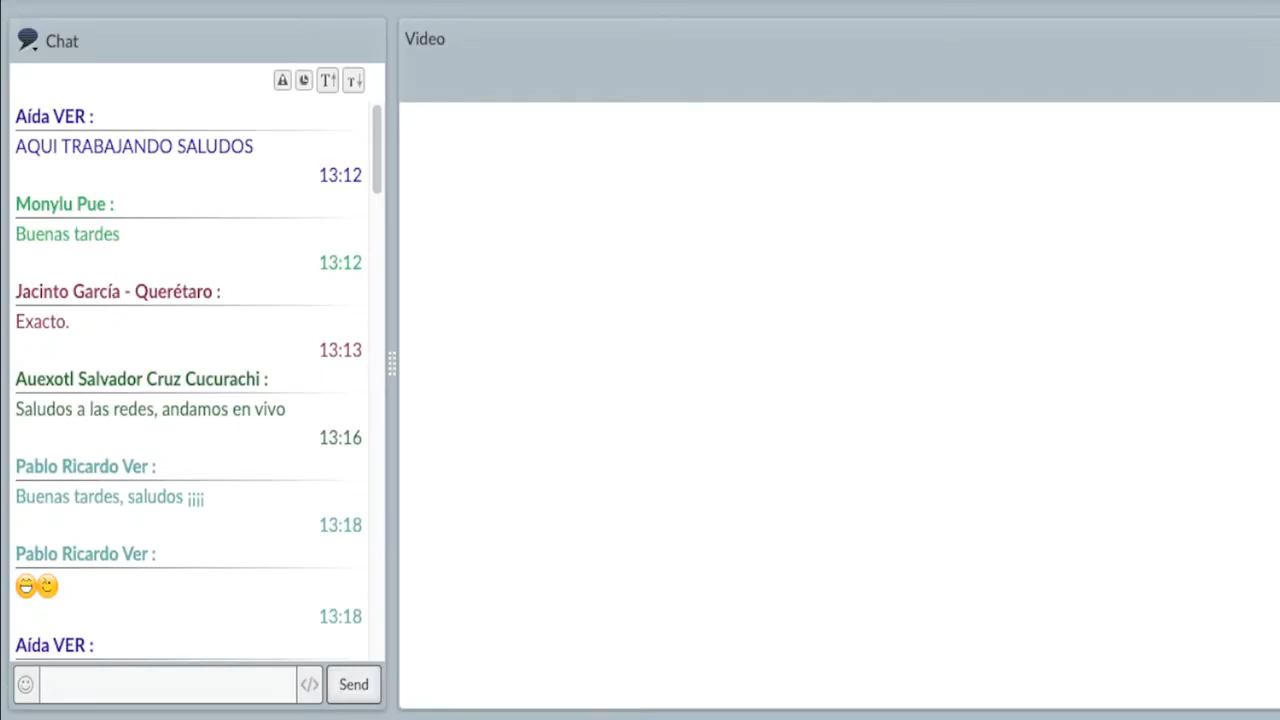 Chat
Video
T↑
T↓
Aída VER :
AQUI TRABAJANDO SALUDOS
13:12
Monylu Pue :
Buenas tardes
13:12
Jacinto García - Querétaro :
Exacto.
13:13
Auexotl Salvador Cruz Cucurachi :
Saludos a las redes, andamos en vivo
13:16
Pablo Ricardo Ver :
Buenas tardes, saludos ¡¡¡¡
13:18
Pablo Ricardo Ver :
13:18
Aída VER :
</> Send